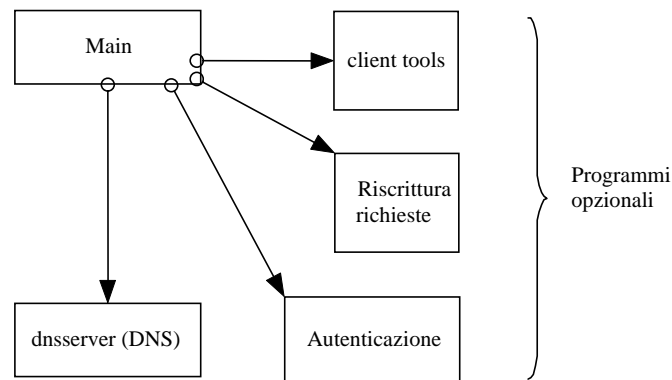 Main
client tools
Riscrittura
richieste
Programmi
opzionali
dnsserver (DNS)
Autenticazione